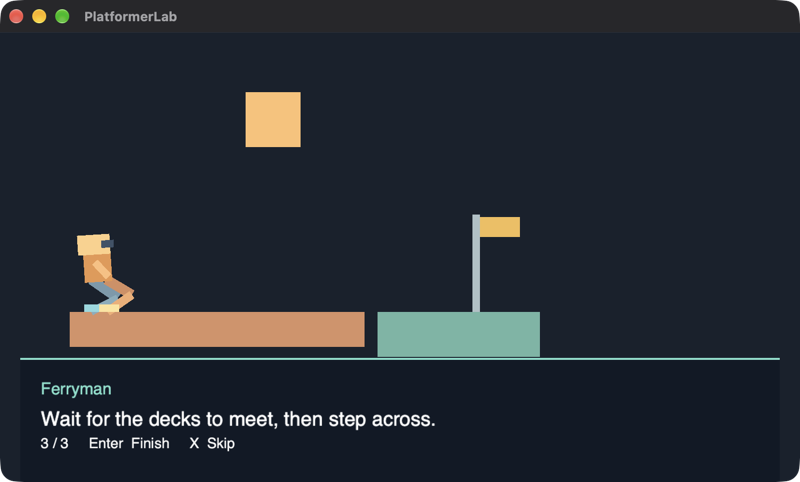 PlatformerLab
Ferryman
Wait for the decks to meet, then step across.
3 / 3 Enter Finish X Skip